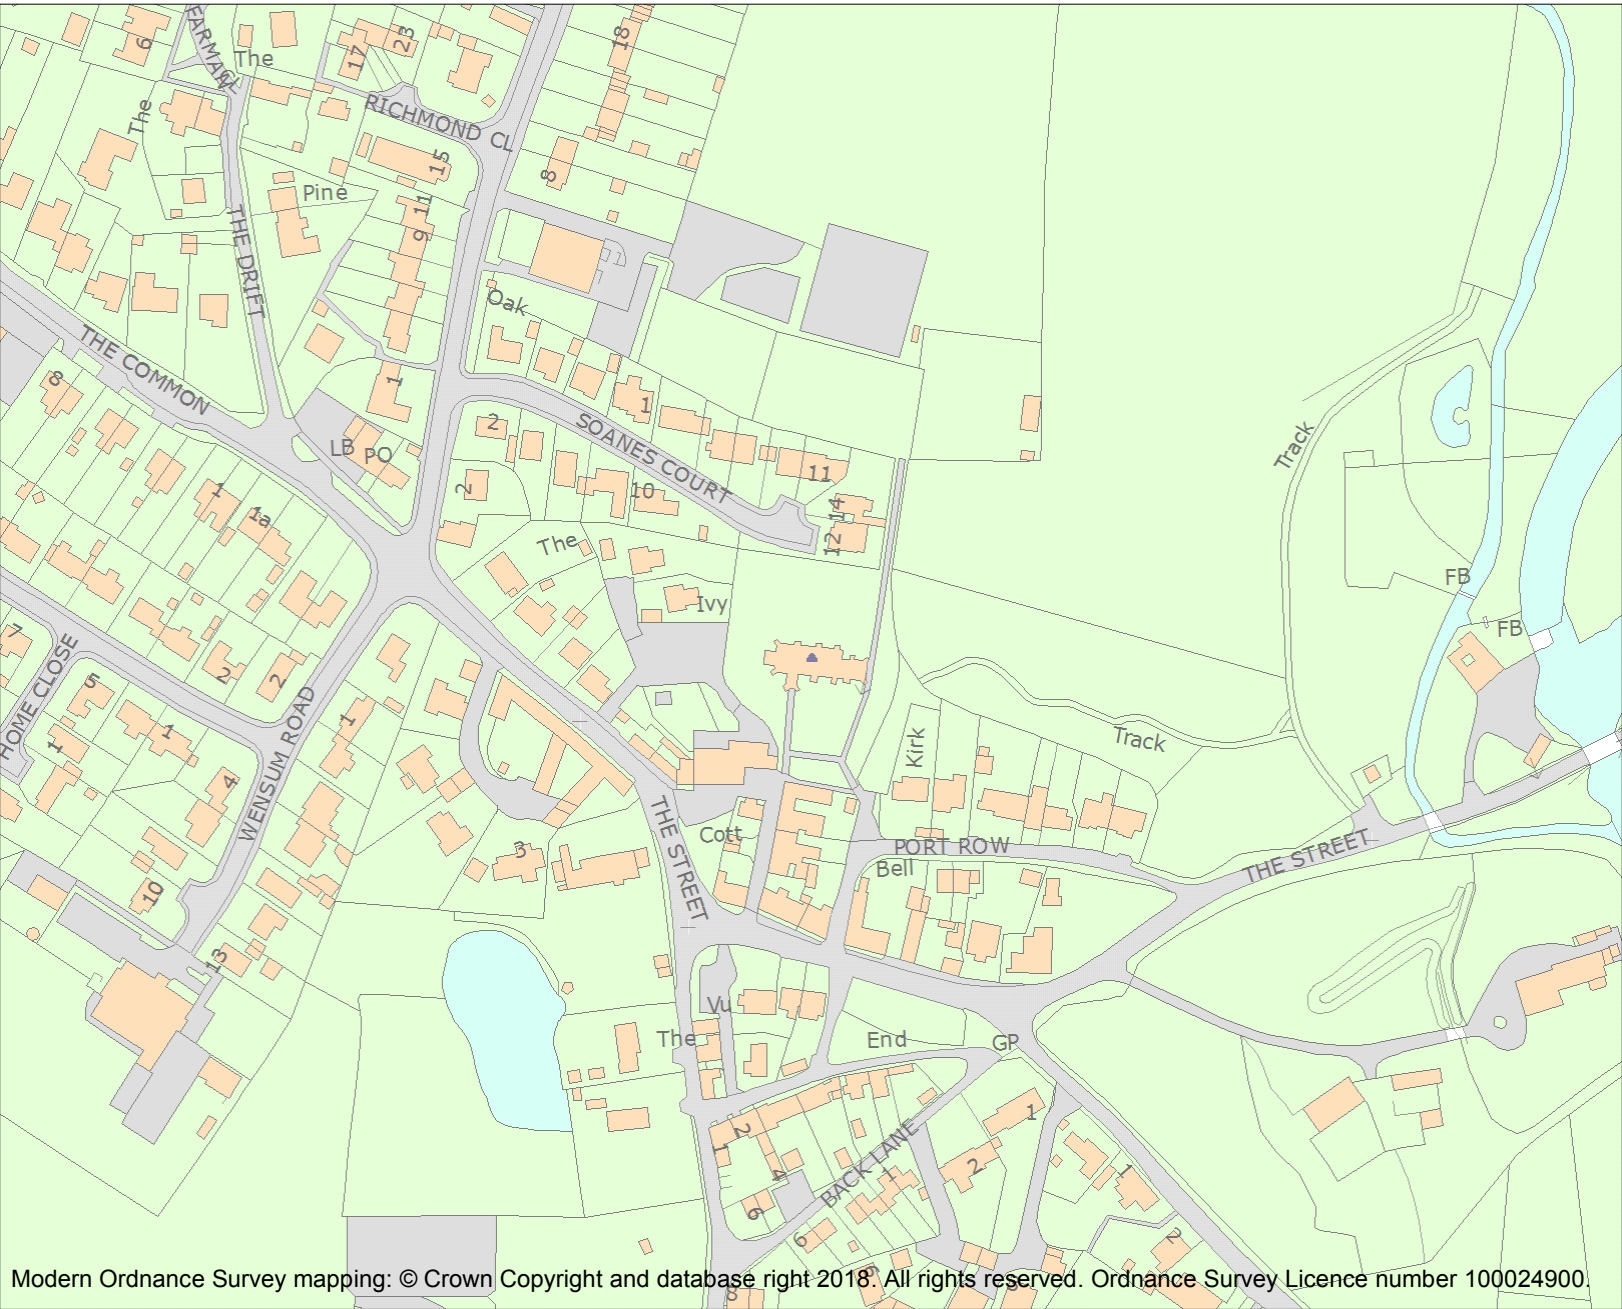 FARMAN CL
6
The
17
23
18
The
RICHMOND CL
15
8
Pine
11
9
THE DRIFT
Oak
THE COMMON
8
1
1
2
SOANES COURT
LB
PO
11
Track
2
10
14
1
1a
12
The
FB
Ivy
FB
7
HOME CLOSE
5
2
2
1
1
1
WENSUM ROAD
4
Kirk
Track
THE STREET
Cott
PORT ROW
Bell
THE STREET
3
10
13
Vu
The
End
GP
1
2
1
4
2
1
BACK LANE
1
6
6
2
6
8
Modern Ordnance Survey mapping: © Crown Copyright and database right 2018. All rights reserved. Ordnance Survey Licence number 100024900.